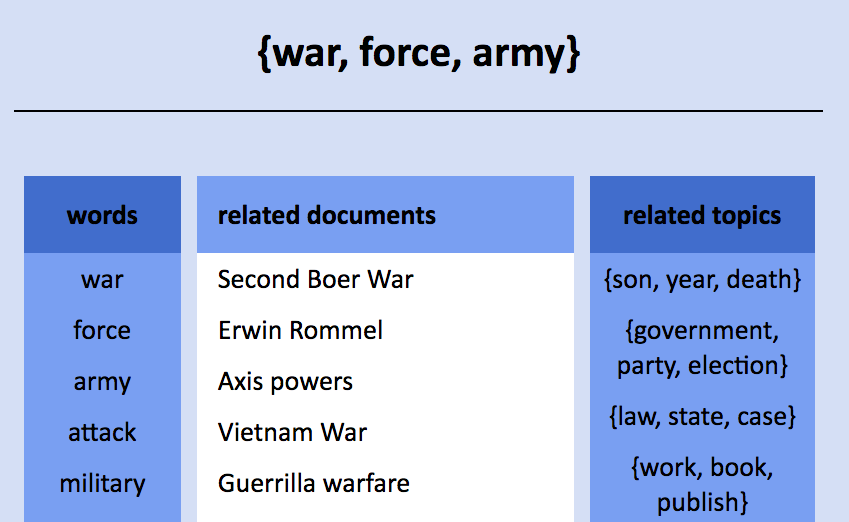 {war, force, army}
words
related documents
related topics
war
force
army
attack
military
Second Boer War
Erwin Rommel
Axis powers
Vietnam War
Guerrilla warfare
{son, year, death}
{government,
party, election}
{law, state, case}
{work, book,
publish}